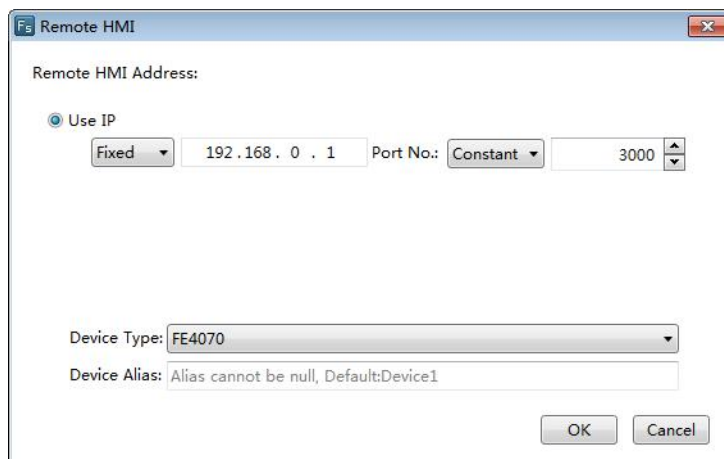 Fs Remote HMI
Remote HMI Address:
Use IP
Fixed 192.168. 0 . 1 Port No.: Constant 3000
Device Type: FE4070
Device Alias: Alias cannot be null, Default:Device1
OK Cancel